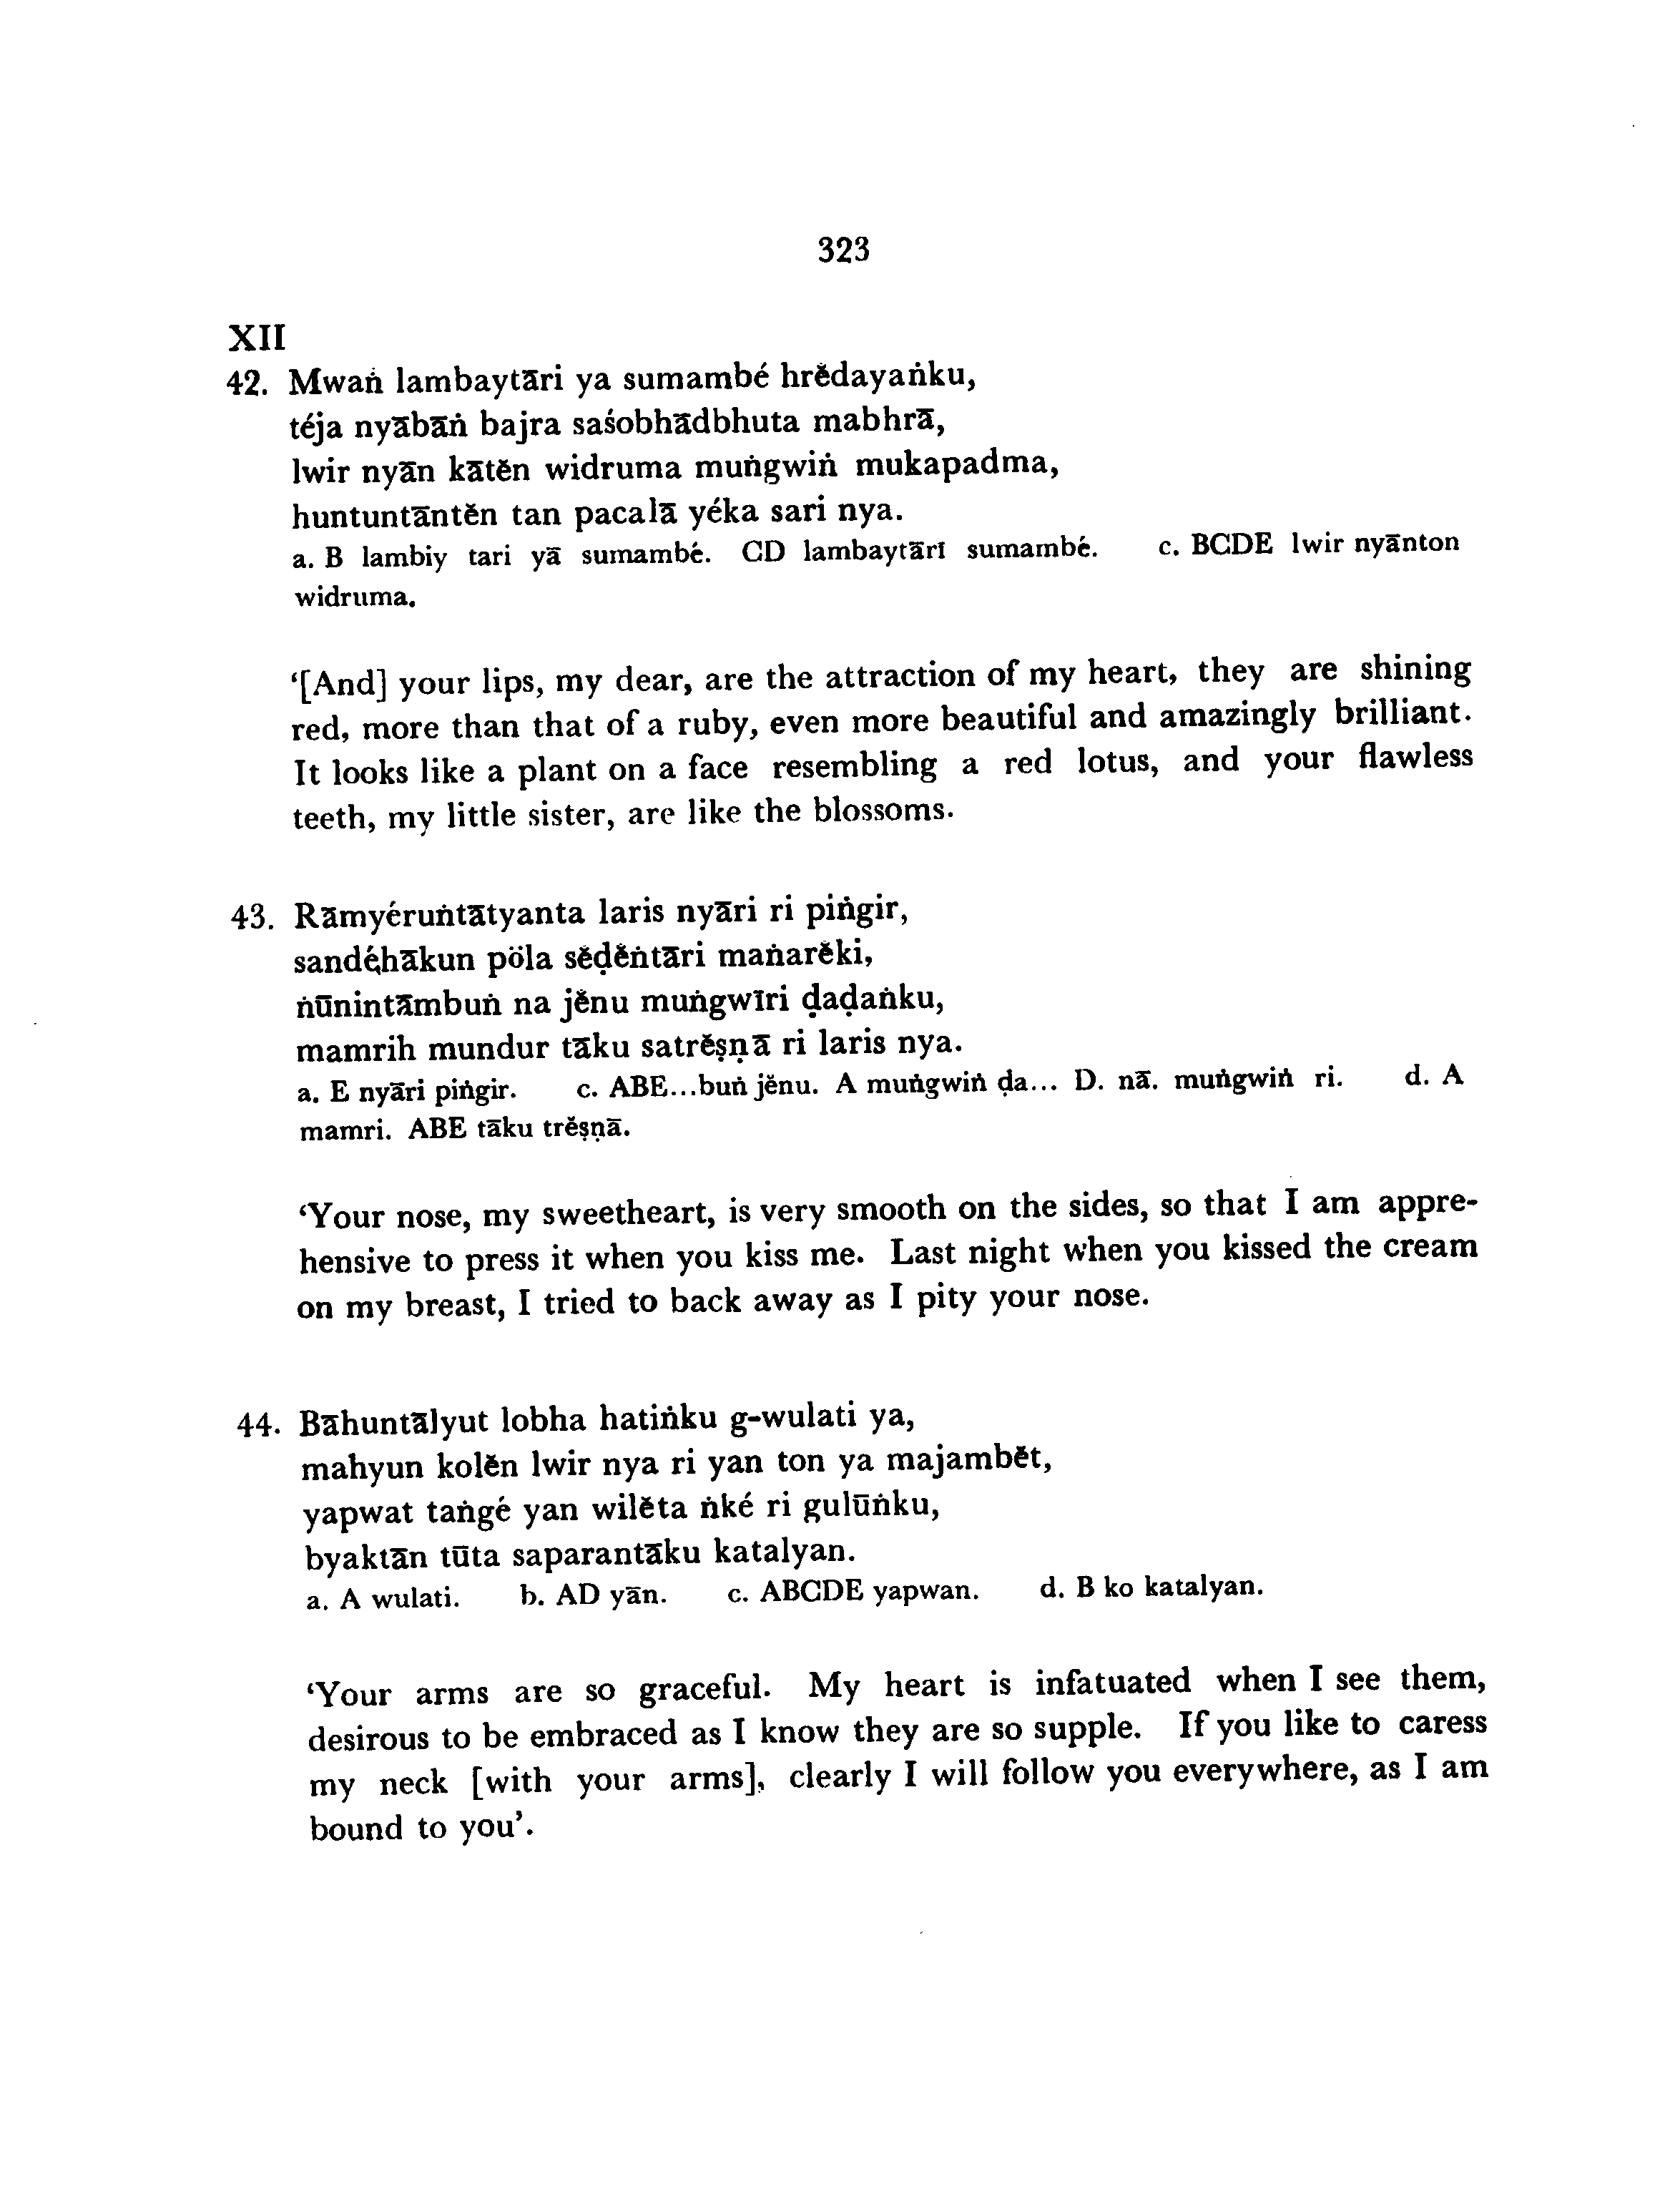 323
XII
42. Mwaṅ lambaytāri ya sumambé hrĕdayaṅku,
téja nyābāṅ bajra saśobhādbhuta mabhrā,
lwir nyān kātĕn widruma muṅgwiṅ mukapadma,
huntuntāntĕn tan pacalā yéka sari nya.
a. B lambiy tari yā sumambé. CD lambaytārī sumambé. c. BCDE lwir nyānton
widruma.
‘[And] your lips, my dear, are the attraction of my heart, they are shining
red, more than that of a ruby, even more beautiful and amazingly brilliant.
It looks like a plant on a face resembling a red lotus, and your flawless
teeth, my little sister, are like the blossoms.
43. Rāmyéruṅtātyanta laris nyāri ri piṅgir,
sandéhākun pöla sĕḍĕṅtāri maṅarĕki,
ṅūnintāmbuṅ na jĕnu muṅgwīri ḍaḍaṅku,
mamrih mundur tāku satrĕṣṇā ri laris nya.
a. E nyāri piṅgir. c. ABE...buṅ jĕnu. A muṅgwiṅ ḍa... D. nā. muṅgwiṅ ri. d. A
mamri. ABE tāku trĕṣṇā.
‘Your nose, my sweetheart, is very smooth on the sides, so that I am appre-
hensive to press it when you kiss me. Last night when you kissed the cream
on my breast, I tried to back away as I pity your nose.
44. Bāhuntālyut lobha hatiṅku g-wulati ya,
mahyun kolĕn lwir nya ri yan ton ya majambĕt,
yapwat taṅgé yan wilĕta ṅké ri gulūṅku,
byaktān tūta saparantāku katalyan.
a. A wulati. b. AD yān. c. ABCDE yapwan. d. B ko katalyan.
‘Your arms are so graceful. My heart is infatuated when I see them,
desirous to be embraced as I know they are so supple. If you like to caress
my neck [with your arms], clearly I will follow you everywhere, as I am
bound to you’.